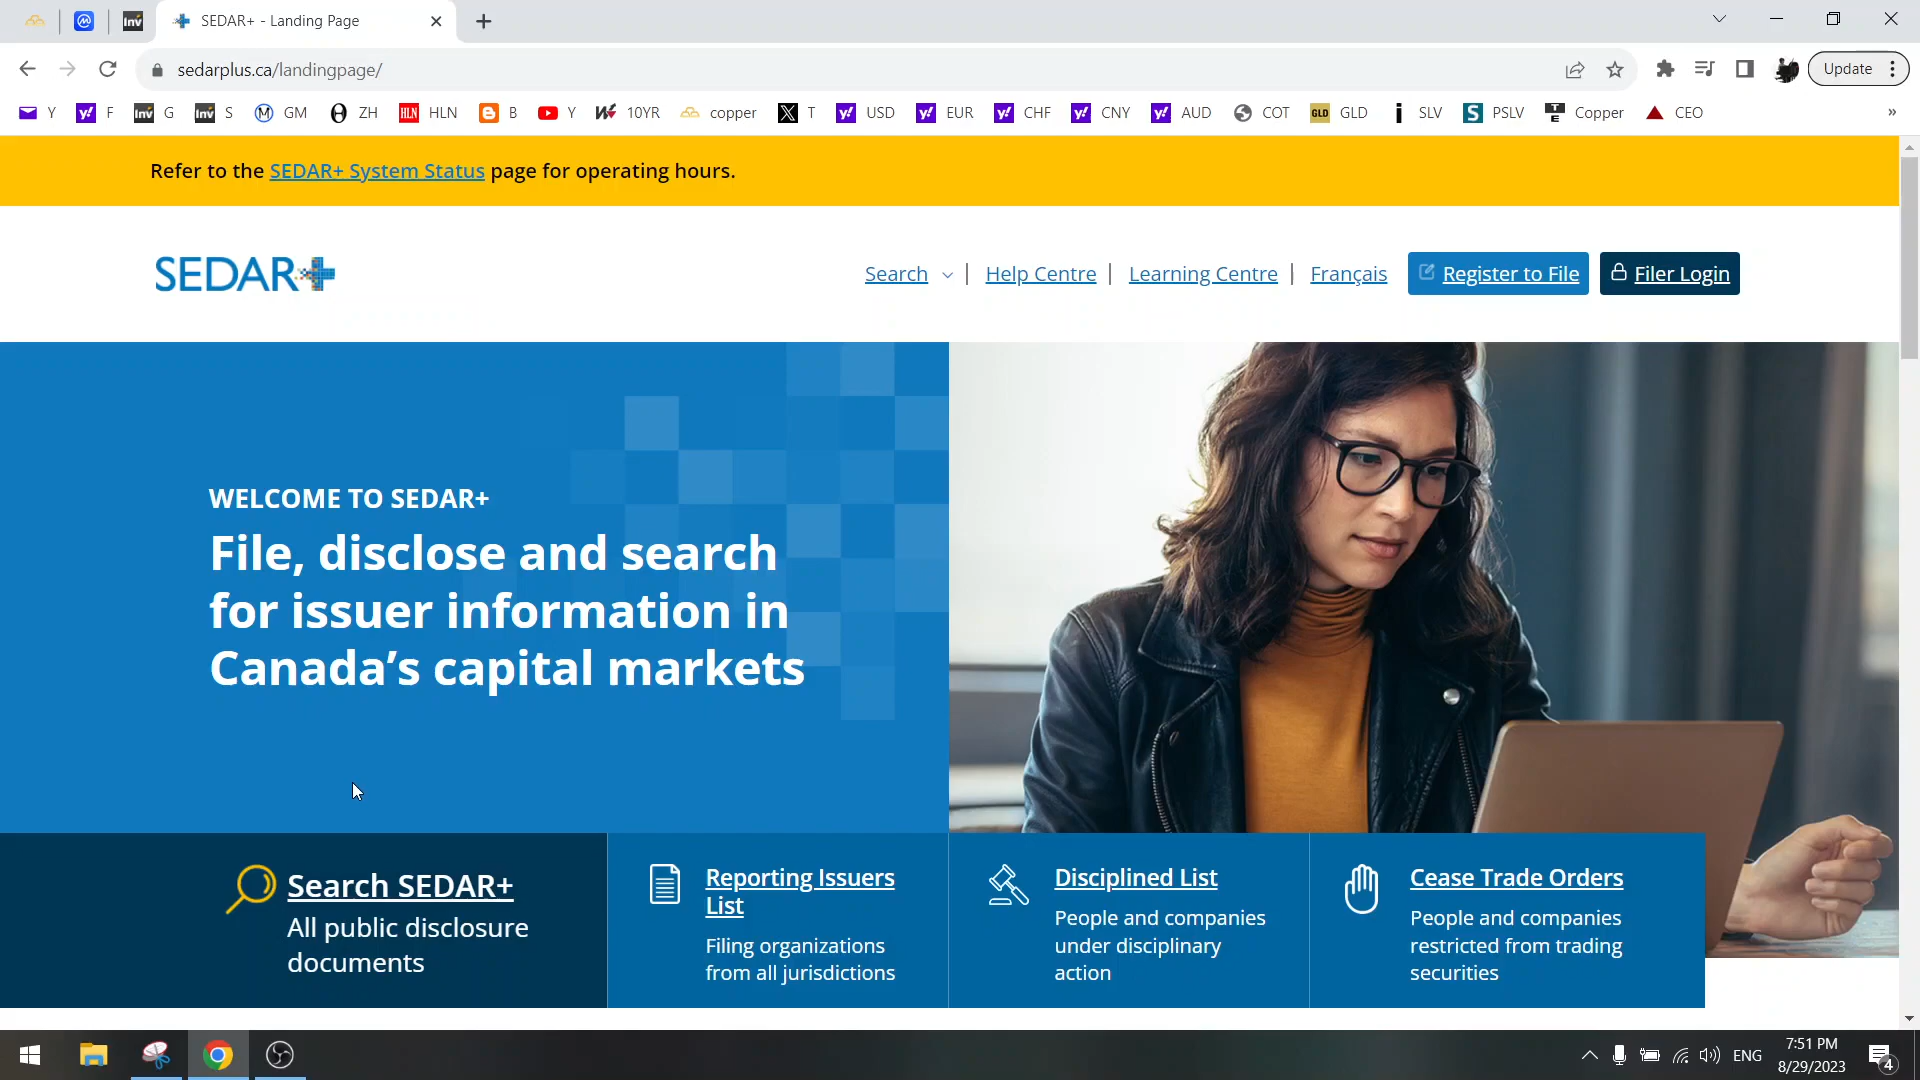 SEDAR+ - Landing Page
sedarplus.ca/landingpage/
Update
Y F G S GM ZH HLN B Y 10YR copper T USD EUR CHF CNY AUD COT GLD SLV PSLV Copper CEO »
Refer to the SEDAR+ System Status page for operating hours.
SEDAR+
Search | Help Centre | Learning Centre | Français Register to File Filer Login
WELCOME TO SEDAR+
File, disclose and search
for issuer information in
Canada’s capital markets
Search SEDAR+
All public disclosure
documents
Reporting Issuers
List
Filing organizations
from all jurisdictions
Disciplined List
People and companies
under disciplinary
action
Cease Trade Orders
People and companies
restricted from trading
securities
ENG
7:51 PM
8/29/2023
4